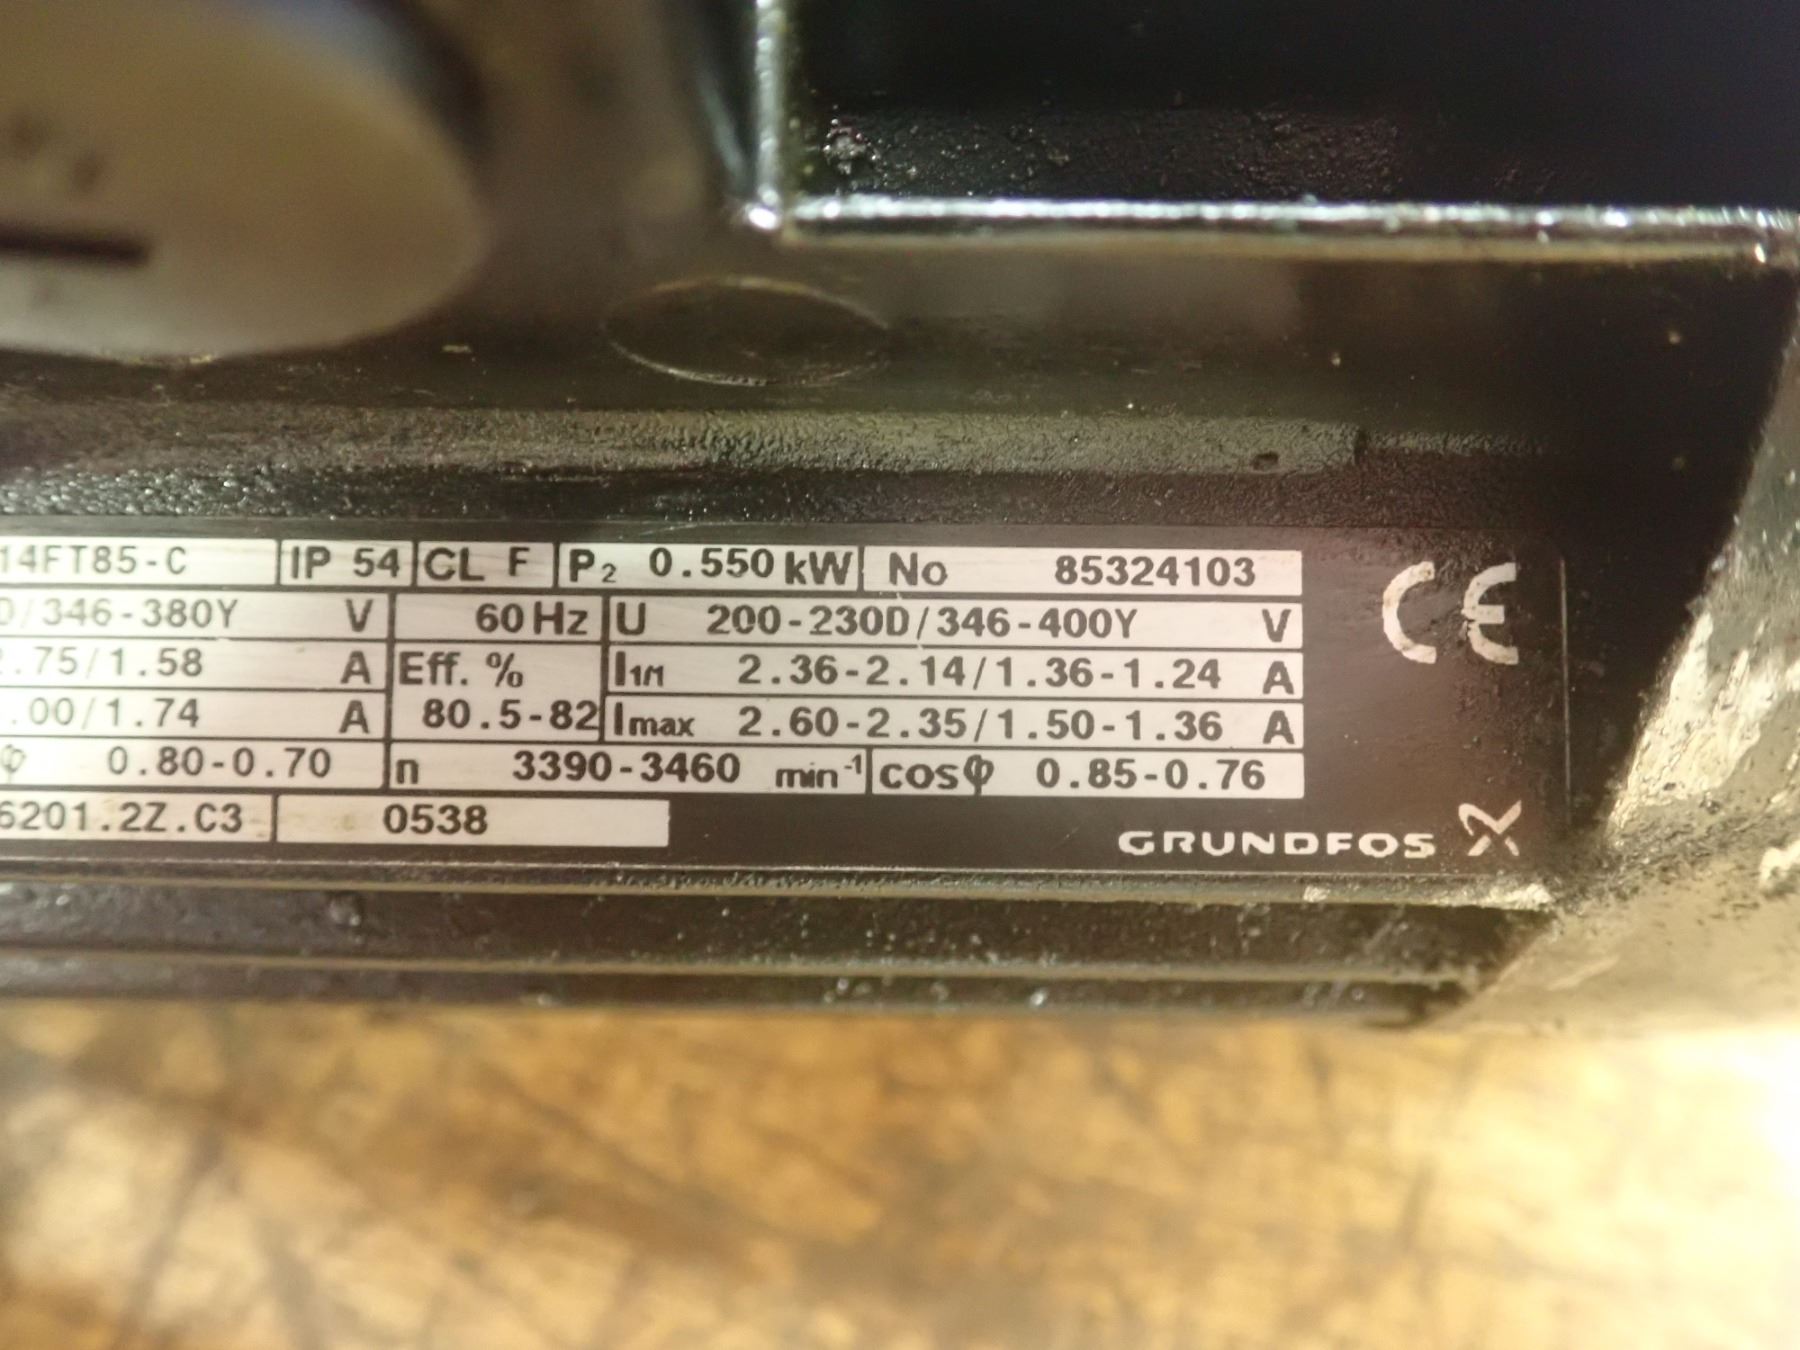 14FT85-C IP 54 CL F P2 0.550 kW No 85324103
/346-380Y V 60 Hz U 200-230D/346-400Y V
.75/1.58 A Eff. % I1/1 2.36-2.14/1.36-1.24 A
.00/1.74 A 80.5-82 Imax 2.60-2.35/1.50-1.36 A
φ 0.80-0.70 n 3390-3460 min-1 cosφ 0.85-0.76
6201.2Z.C3 0538
CE
GRUNDFOS